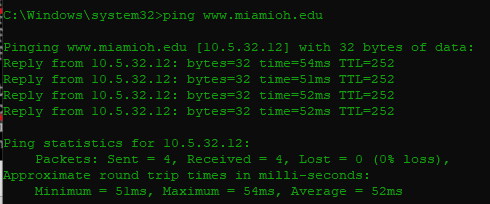 C:\Windows\system32>ping www.miamioh.edu
Pinging www.miamioh.edu [10.5.32.12] with 32 bytes of data:
Reply from 10.5.32.12: bytes=32 time=54ms TTL=252
Reply from 10.5.32.12: bytes=32 time=51ms TTL=252
Reply from 10.5.32.12: bytes=32 time=52ms TTL=252
Reply from 10.5.32.12: bytes=32 time=52ms TTL=252
Ping statistics for 10.5.32.12:
Packets: Sent = 4, Received = 4, Lost = 0 (0% loss),
Approximate round trip times in milli-seconds:
Minimum = 51ms, Maximum = 54ms, Average = 52ms